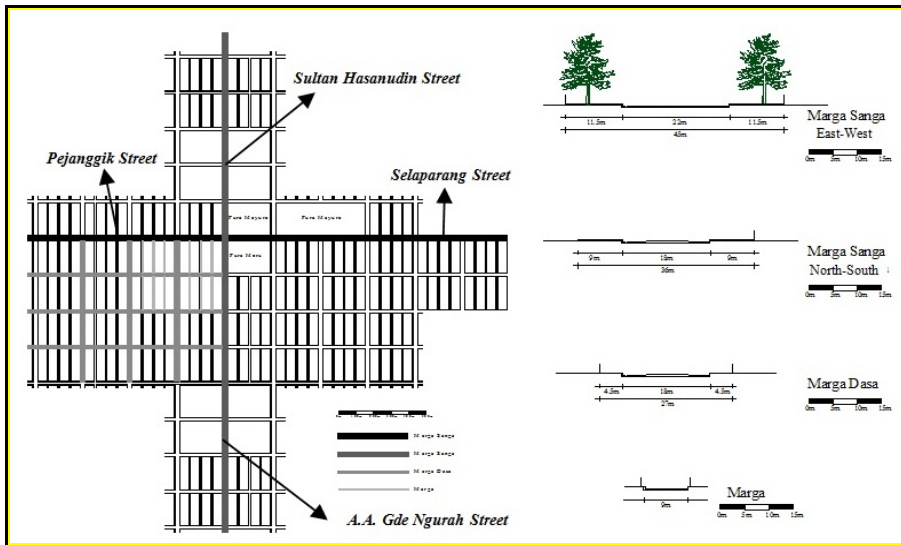 Sultan Hasanudin Street
Pejanggik Street
Selaparang Street
Pura Mayura
Pura Mayura
Pura Meru
Marga Sanga
Marga Sanga
Marga Dasa
Marga
A.A. Gde Ngurah Street
11.5m 22m 11.5m
45m
Marga Sanga
East-West
0m 5m 10m 15m
9m 18m 9m
36m
Marga Sanga
North-South
0m 5m 10m 15m
4.5m 18m 4.5m
27m
Marga Dasa
0m 5m 10m 15m
9m
Marga
0m 5m 10m 15m